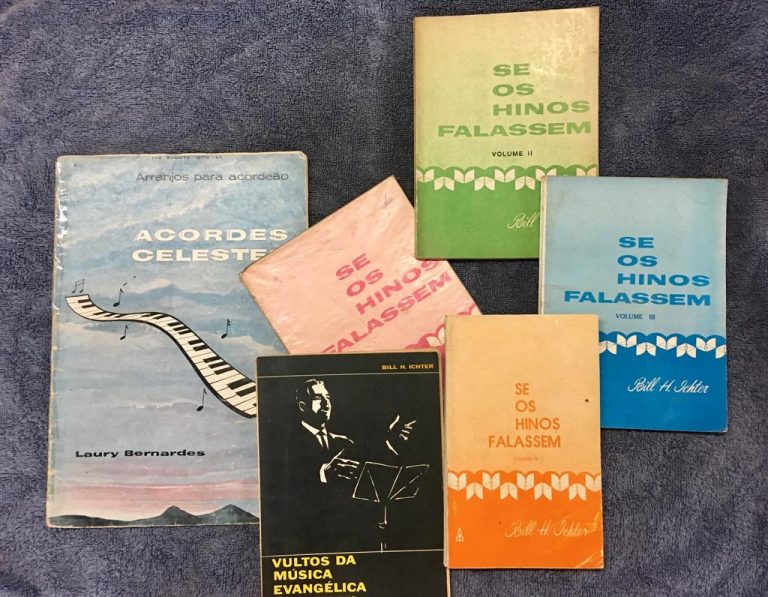 Arranjos para acordeão
ACORDES
CELESTE
Laury Bernardes
SE
OS
HINOS
FALASSEM
SE
OS
HINOS
FALASSEM
VOLUME II
Bill
SE
OS
HINOS
FALASSEM
VOLUME III
Bill H. Ichter
BILL H. ICHTER
VULTOS DA
MÚSICA
EVANGÉLICA
SE
OS
HINOS
FALASSEM
Bill H. Ichter